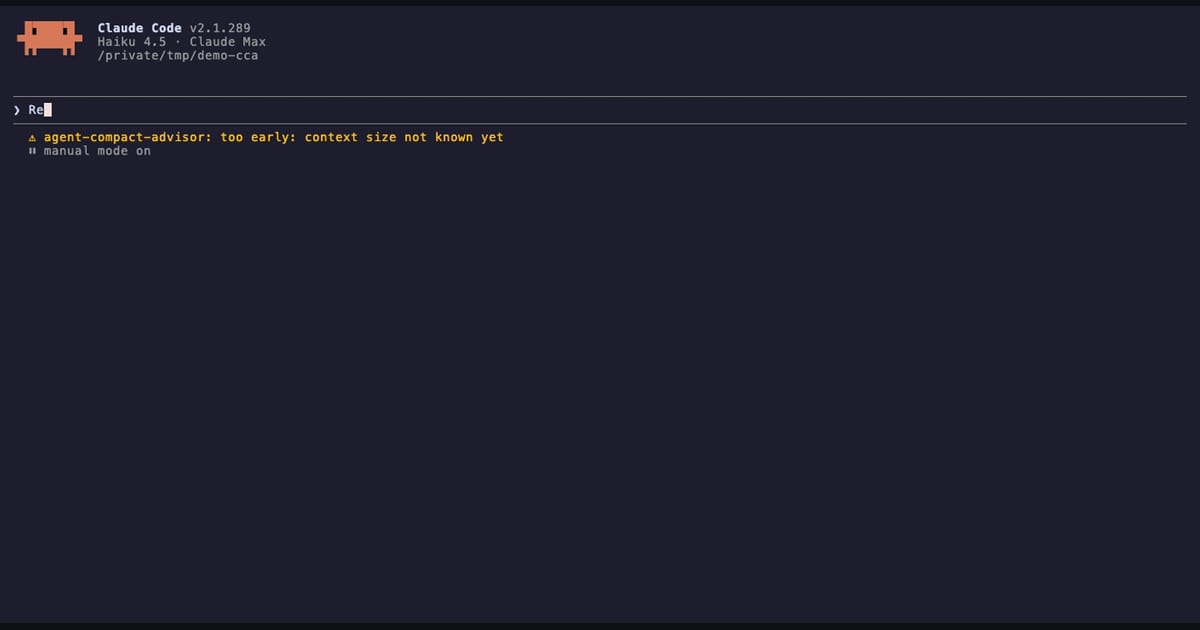 Claude Code v2.1.289
Haiku 4.5 · Claude Max
/private/tmp/demo-cca
❯ Re
⚠ agent-compact-advisor: too early: context size not known yet
⏸ manual mode on